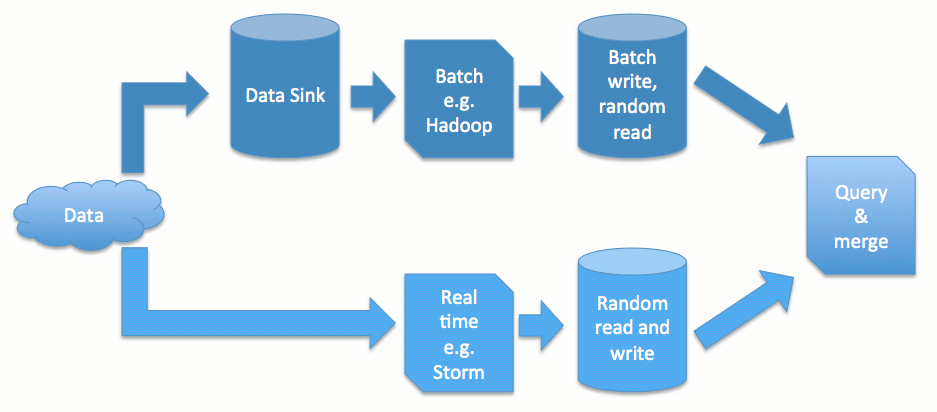 Data
Data Sink
Batch
e.g.
Hadoop
Batch
write,
random
read
Real
time
e.g.
Storm
Random
read and
write
Query
&
merge